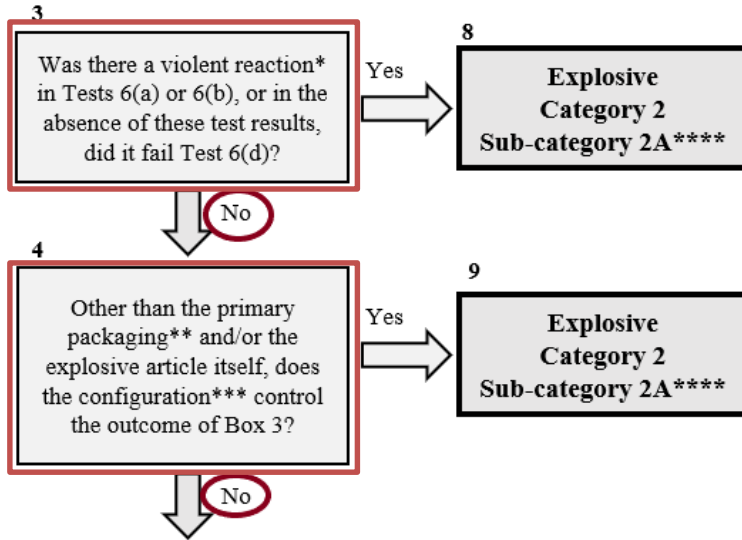 3
Was there a violent reaction*
in Tests 6(a) or 6(b), or in the
absence of these test results,
did it fail Test 6(d)?
Yes
8
Explosive
Category 2
Sub-category 2A****
No
4
Other than the primary
packaging** and/or the
explosive article itself, does
the configuration*** control
the outcome of Box 3?
Yes
9
Explosive
Category 2
Sub-category 2A****
No